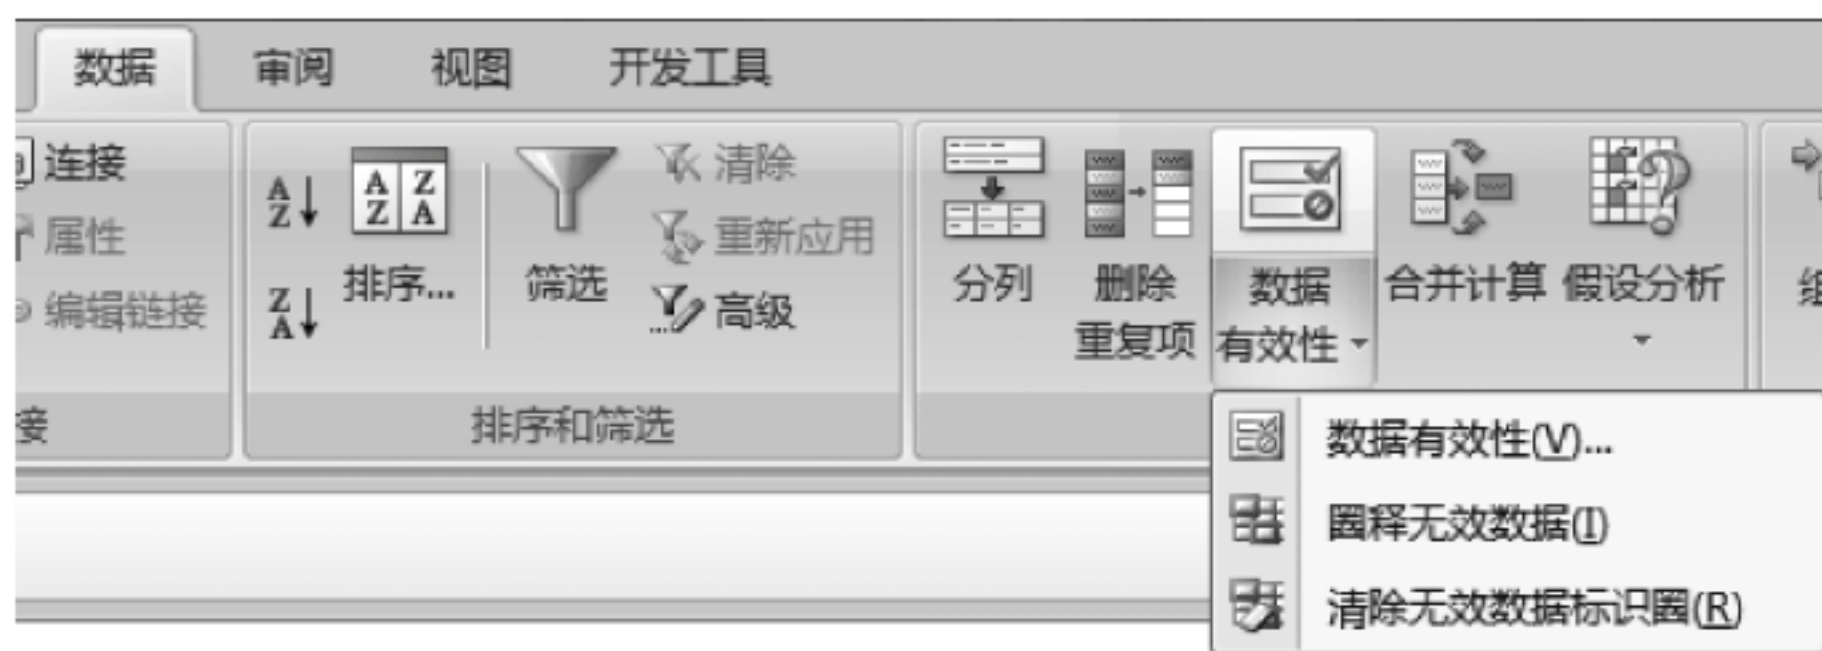 数据 审阅 视图 开发工具
连接
属性
编辑链接
接
A
Z
Z
A
A Z
Z A
排序...
筛选
清除
重新应用
高级
排序和筛选
分列
删除
重复项
数据
有效性
合并计算
假设分析
组
数据有效性(V)...
圈释无效数据(I)
清除无效数据标识圈(R)